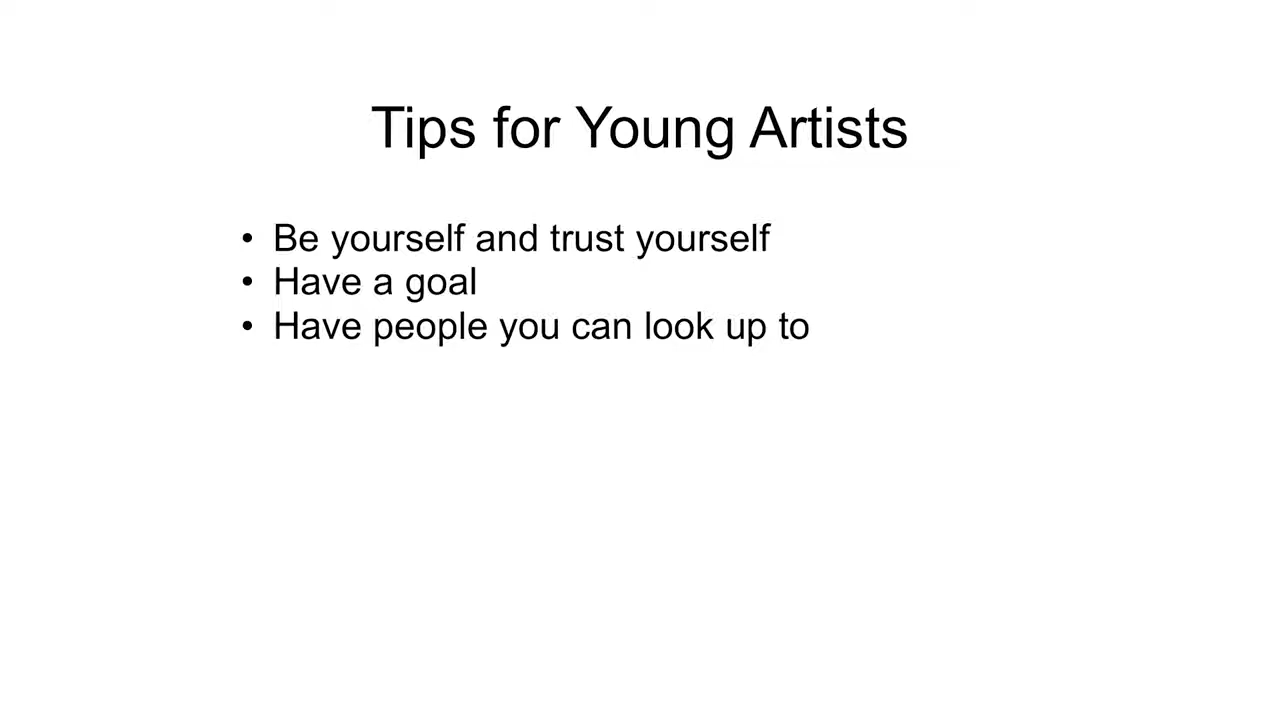 Tips for Young Artists
• Be yourself and trust yourself
• Have a goal
• Have people you can look up to